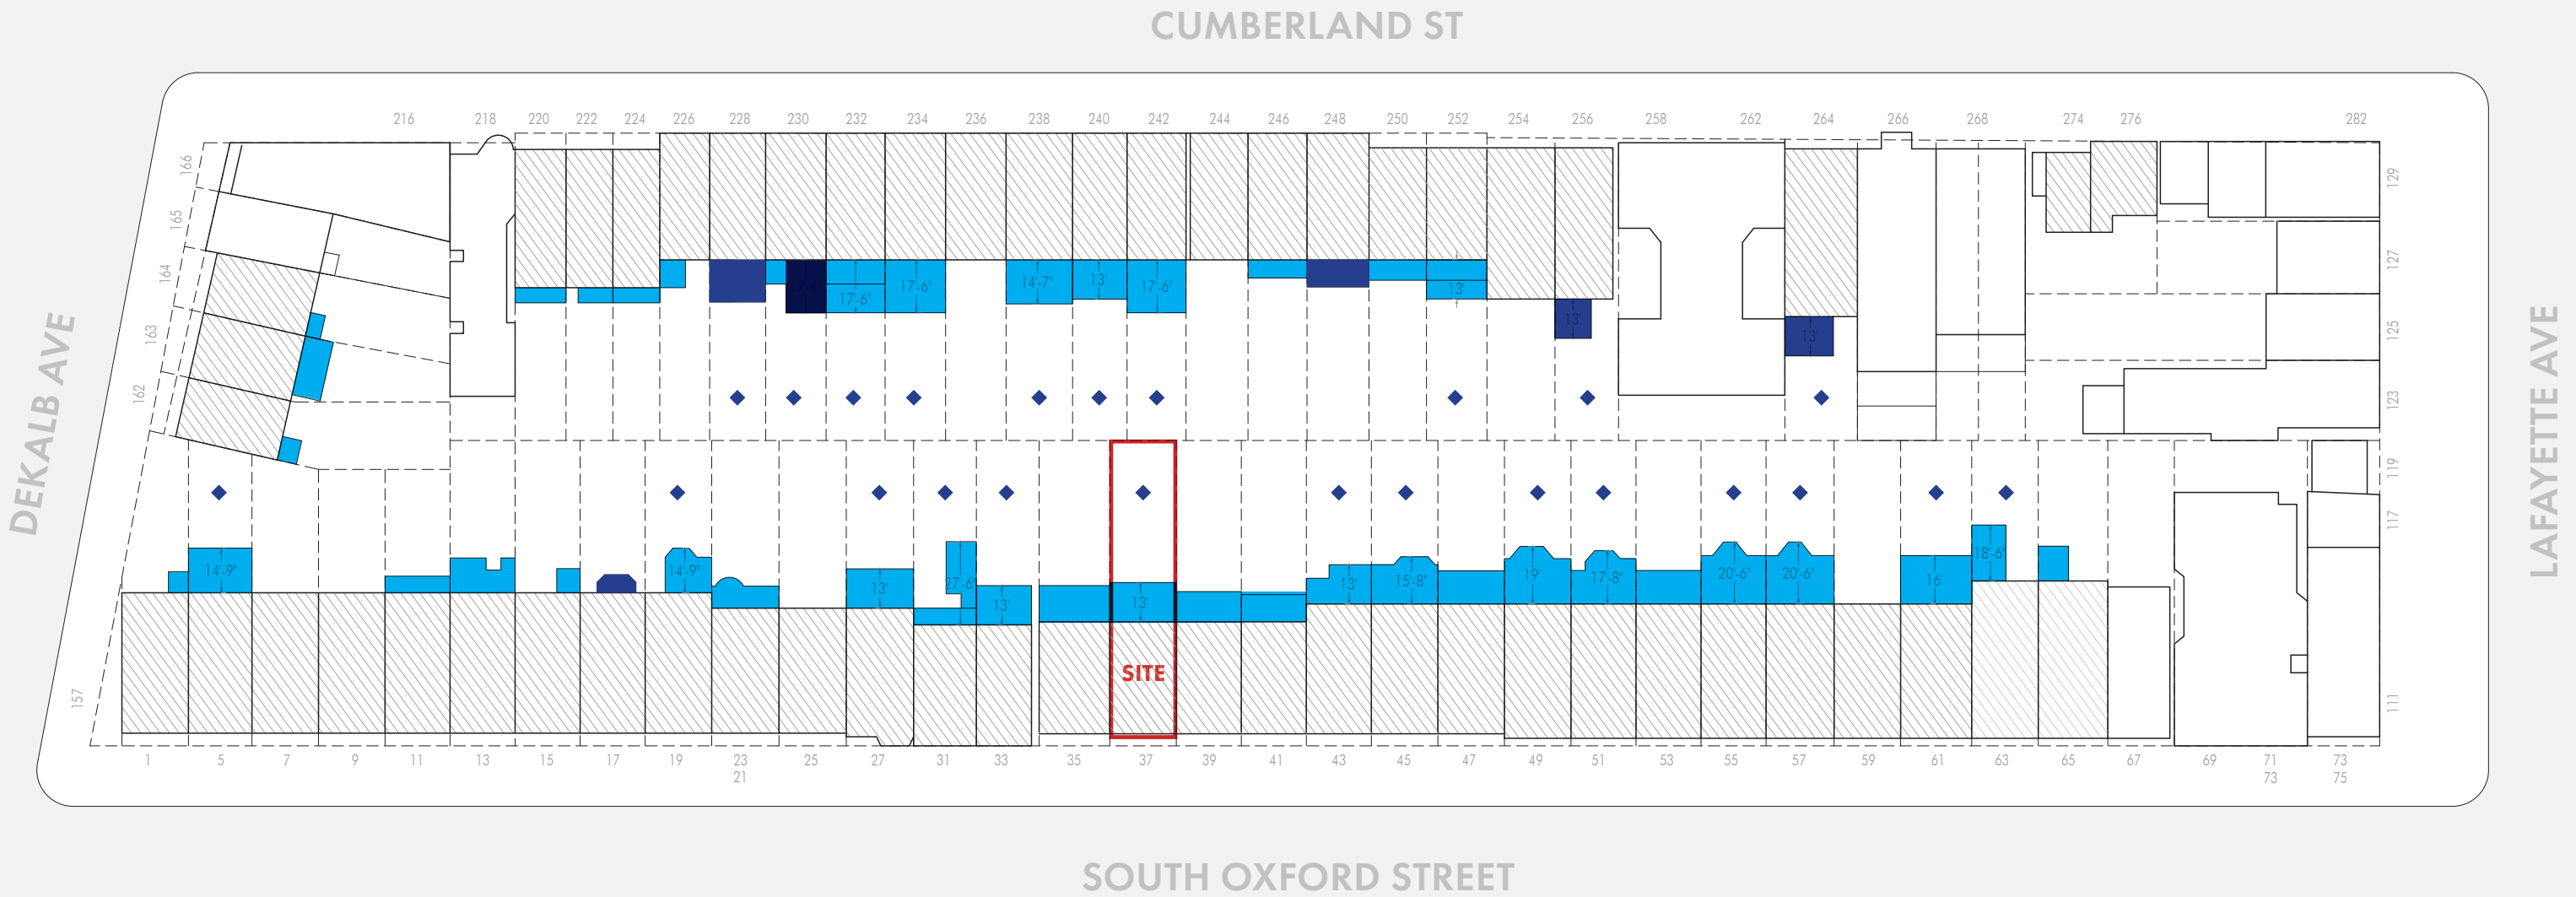 CUMBERLAND ST
216 218 220 222 224 226 228 230 232 234 236 238 240 242 244 246 248 250 252 254 256 258 262 264 266 268 274 276 282
166
165
164
163
162
157
DEKALB AVE
17'-6" 17'-6" 14'-7" 13' 17'-6" 13'
17'-6"
13' 13'
129
127
125
123
119
117
111
LAFAYETTE AVE
14'-9" 14'-9" 13' 27'-6" 13' 13' 13' 15'-8" 19' 17'-8" 20'-6" 20'-6" 16' 18'-6"
SITE
1 5 7 9 11 13 15 17 19 23 25 27 31 33 35 37 39 41 43 45 47 49 51 53 55 57 59 61 63 65 67 69 71 73
21 73 75
SOUTH OXFORD STREET